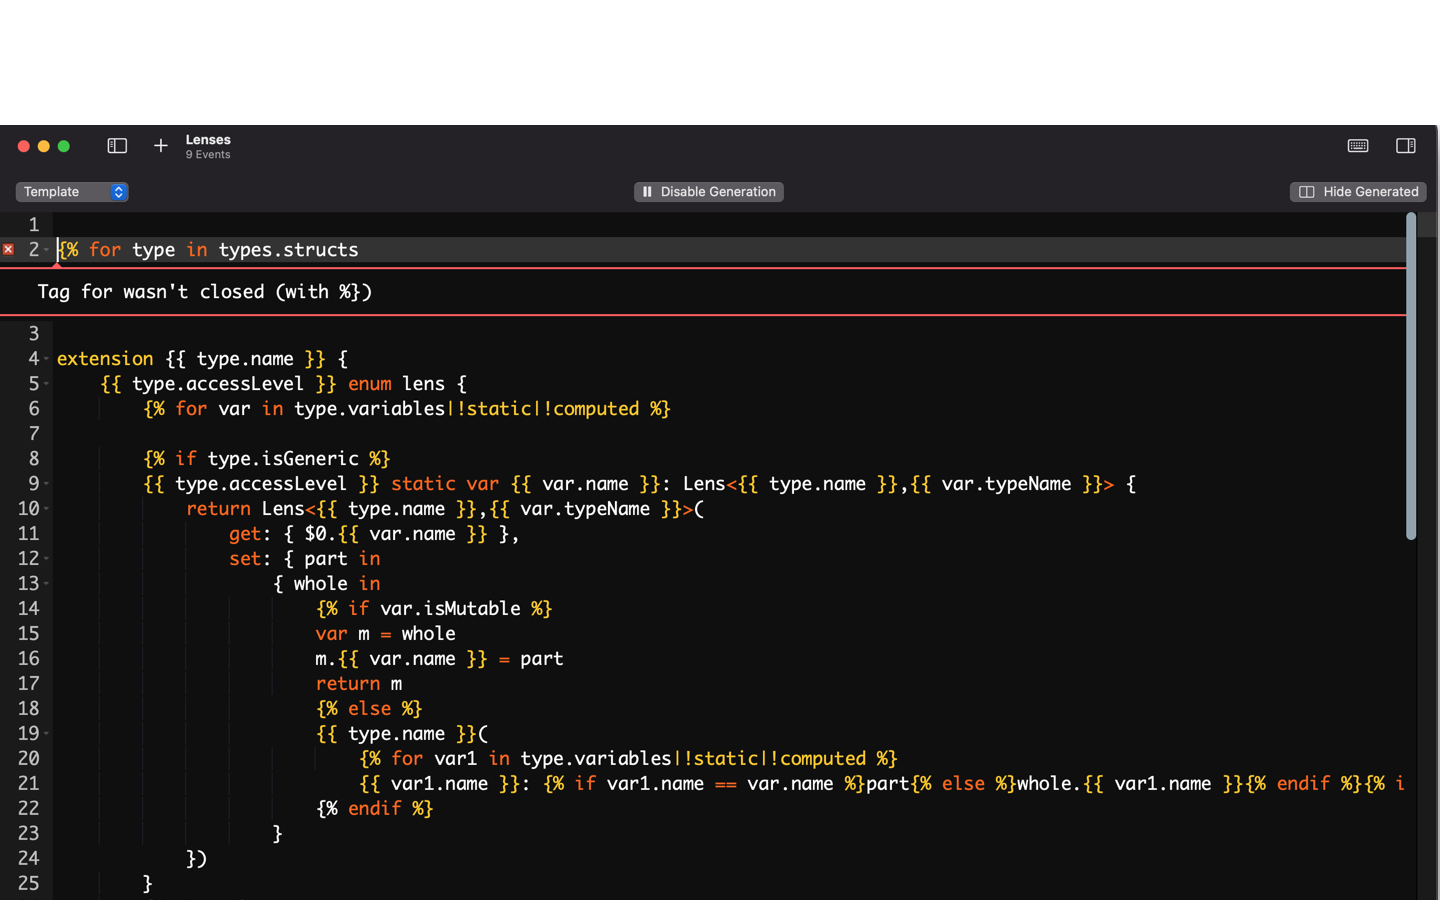 Lenses
9 Events
Template
Disable Generation
Hide Generated
1
2 {% for type in types.structs
Tag for wasn't closed (with %})
3
4 extension {{ type.name }} {
5 {{ type.accessLevel }} enum lens {
6 {% for var in type.variables|!static|!computed %}
7
8 {% if type.isGeneric %}
9 {{ type.accessLevel }} static var {{ var.name }}: Lens<{{ type.name }},{{ var.typeName }}> {
10 return Lens<{{ type.name }},{{ var.typeName }}>(
11 get: { $0.{{ var.name }} },
12 set: { part in
13 { whole in
14 {% if var.isMutable %}
15 var m = whole
16 m.{{ var.name }} = part
17 return m
18 {% else %}
19 {{ type.name }}(
20 {% for var1 in type.variables|!static|!computed %}
21 {{ var1.name }}: {% if var1.name == var.name %}part{% else %}whole.{{ var1.name }}{% endif %}{% i
22 {% endif %}
23 }
24 })
25 }